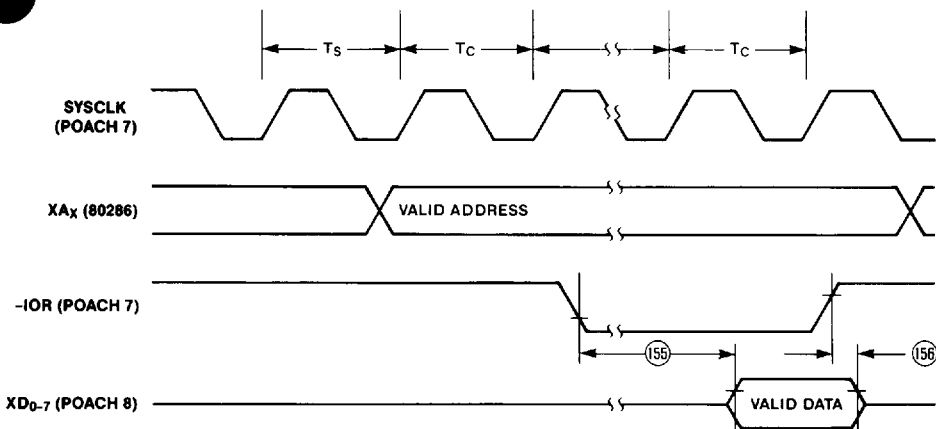 TS TC TC
SYSCLK
(POACH 7)
XAX (80286) VALID ADDRESS
–IOR (POACH 7)
155 156
XD0–7 (POACH 8) VALID DATA